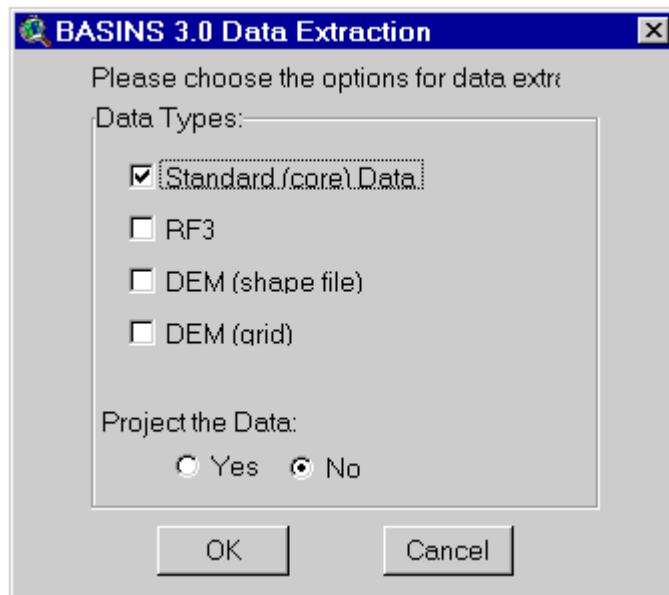 BASINS 3.0 Data Extraction
Please choose the options for data extra
Data Types:
Standard (core) Data
RF3
DEM (shape file)
DEM (grid)
Project the Data:
Yes No
OK Cancel